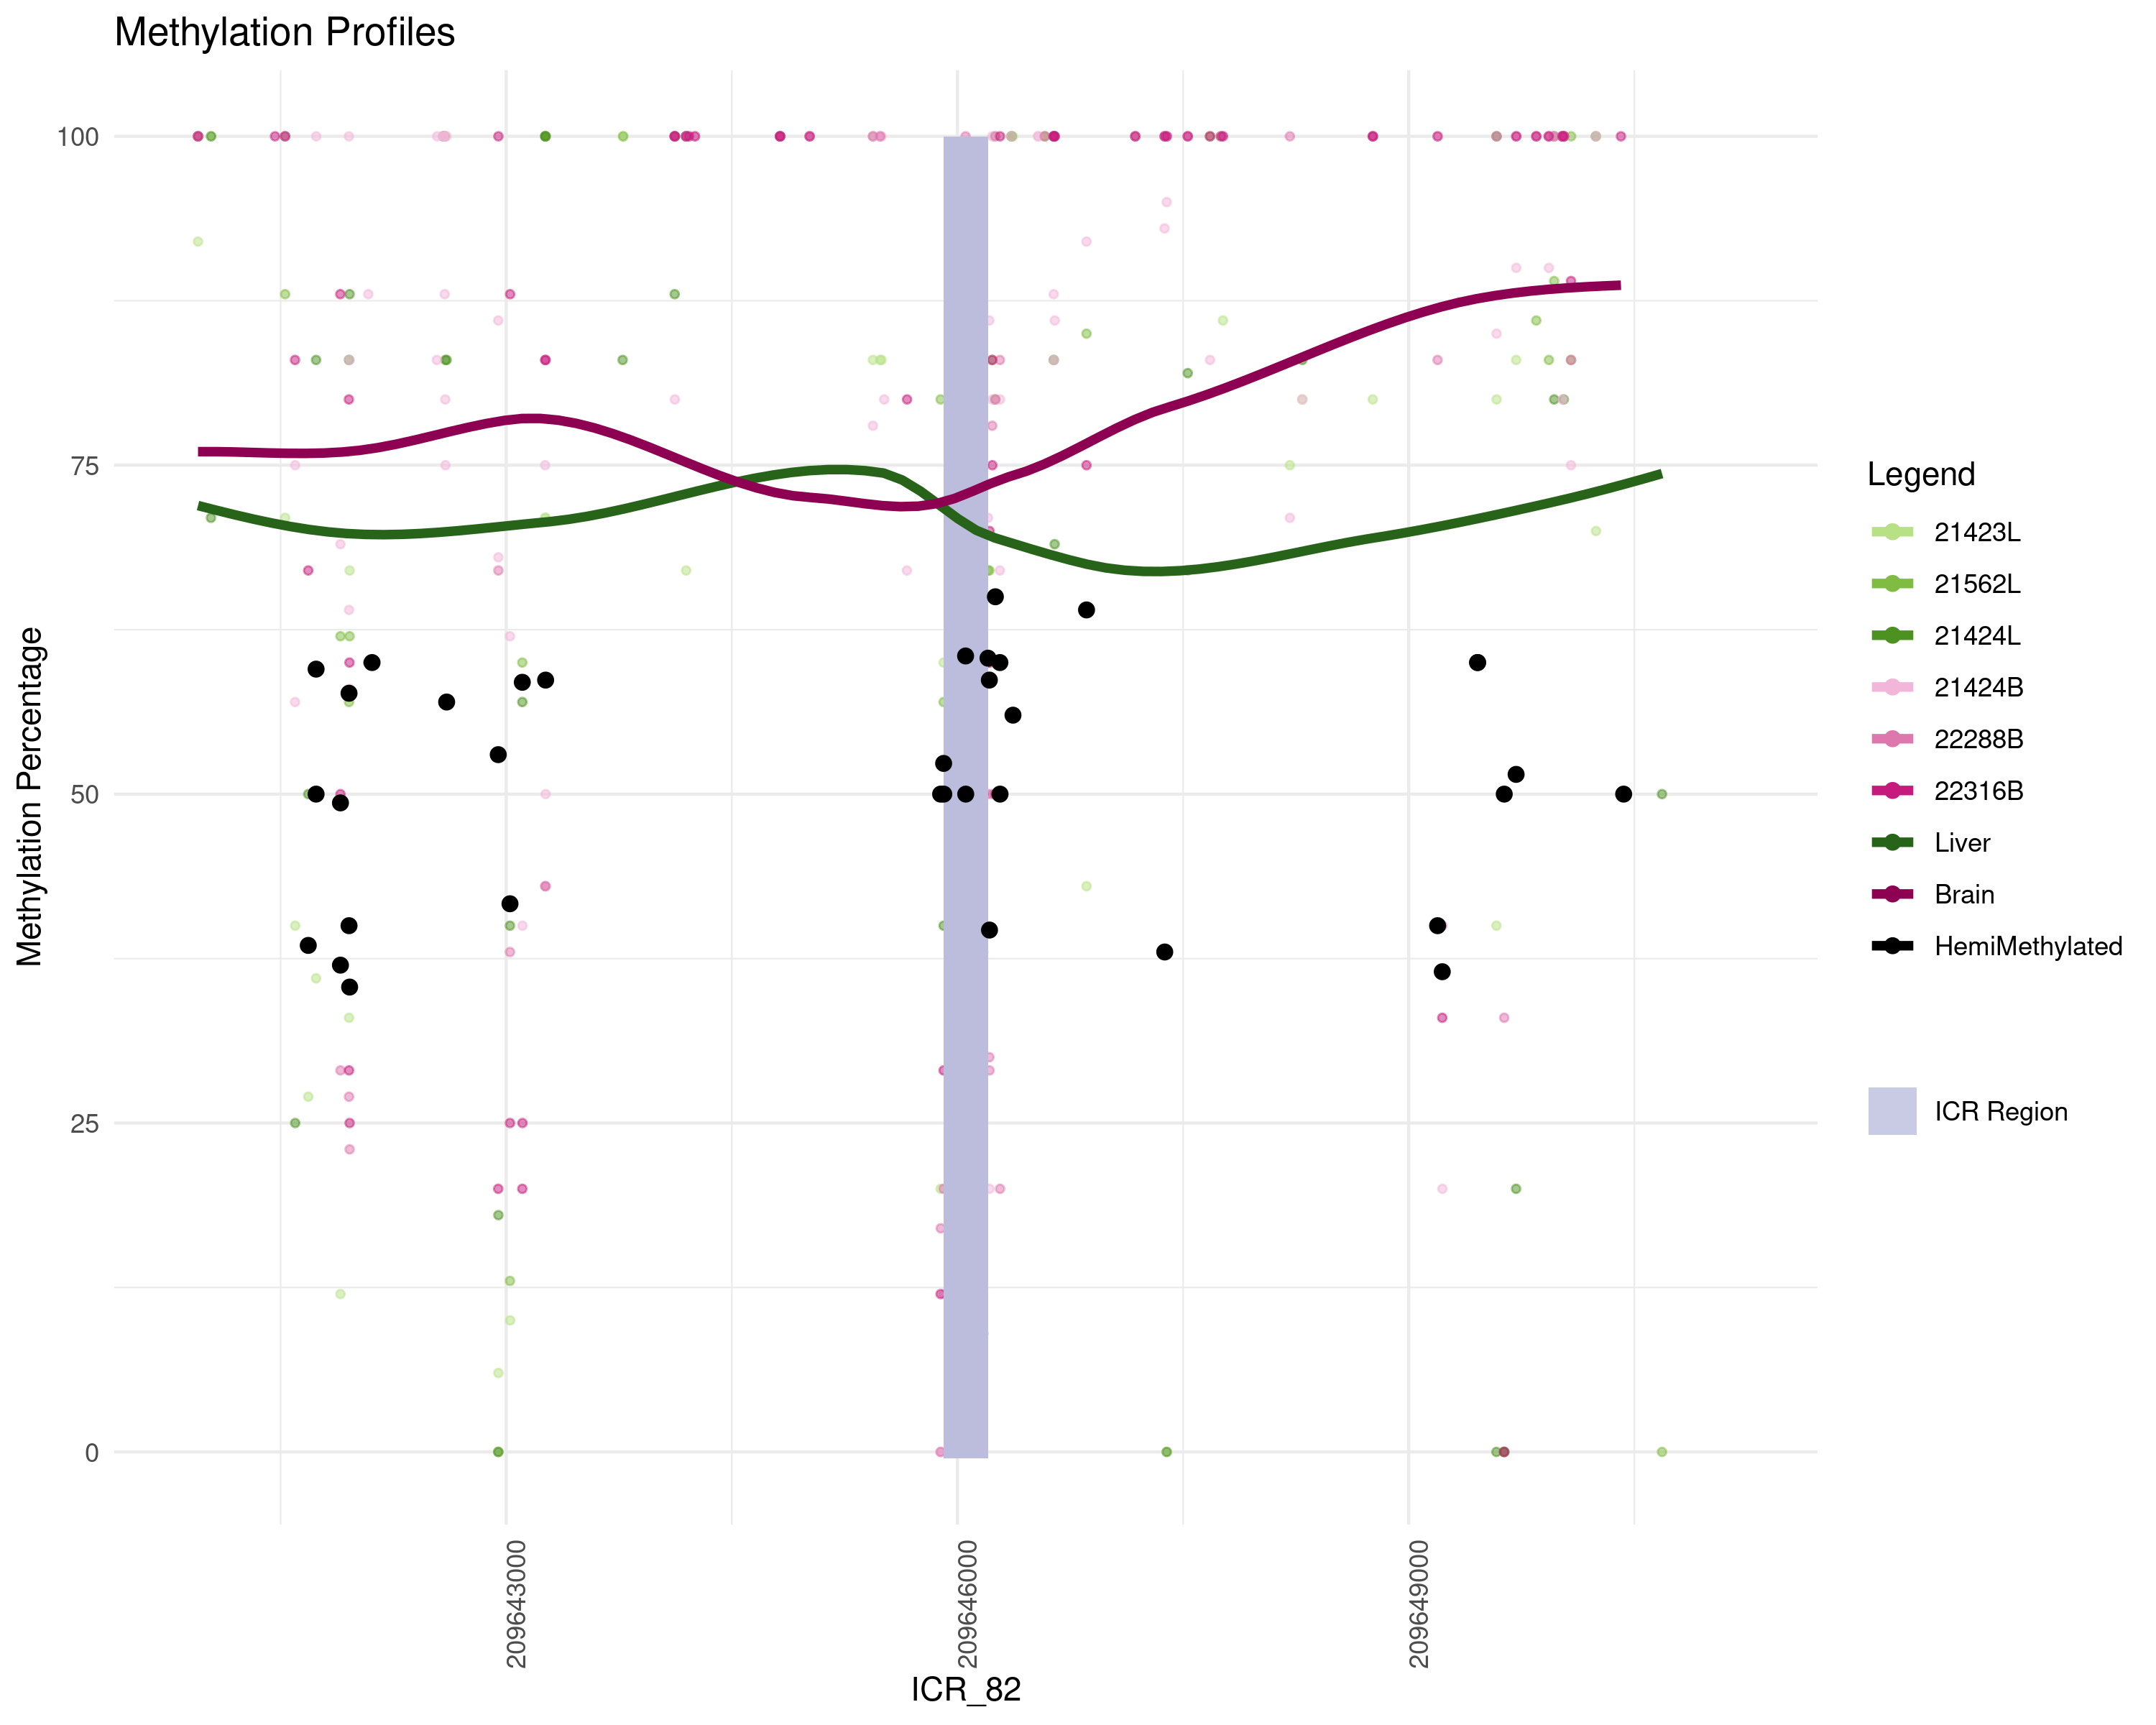 Methylation Profiles
100
75
50
25
0
Methylation Percentage
209643000
209646000
209649000
ICR_82
Legend
21423L
21562L
21424L
21424B
22288B
22316B
Liver
Brain
HemiMethylated
ICR Region